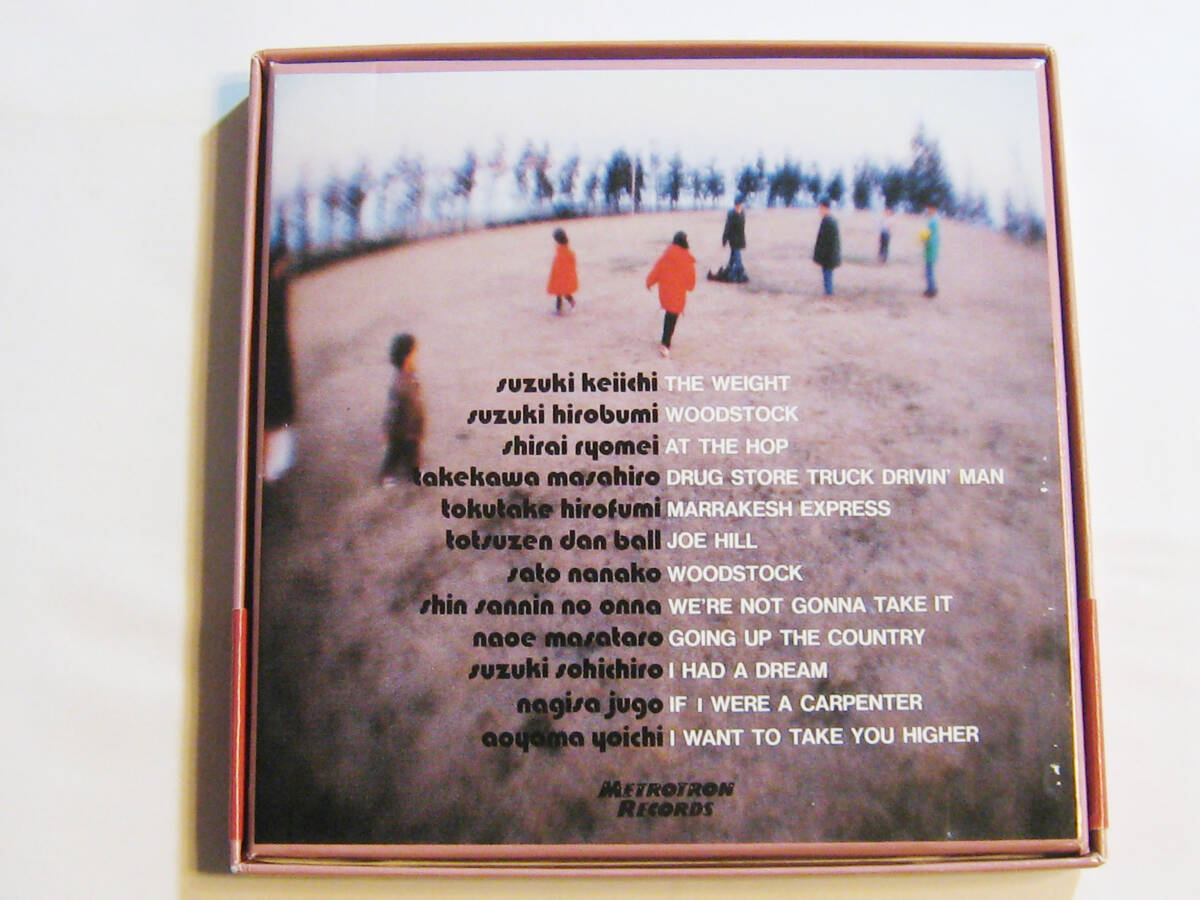 suzuki keiichi THE WEIGHT
suzuki hirobumi WOODSTOCK
shirai ryomei AT THE HOP
takekawa masahiro DRUG STORE TRUCK DRIVIN' MAN
tokutake hirofumi MARRAKESH EXPRESS
totsuzen dan ball JOE HILL
sato nanako WOODSTOCK
shin sannin no onna WE'RE NOT GONNA TAKE IT
naoe masataro GOING UP THE COUNTRY
suzuki sohichiro I HAD A DREAM
nagisa jugo IF I WERE A CARPENTER
aoyama yoichi I WANT TO TAKE YOU HIGHER
METROTRON
RECORDS